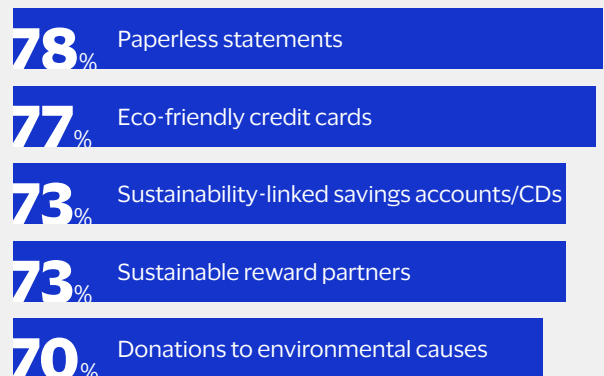 78% Paperless statements
77% Eco-friendly credit cards
73% Sustainability-linked savings accounts/CDs
73% Sustainable reward partners
70% Donations to environmental causes